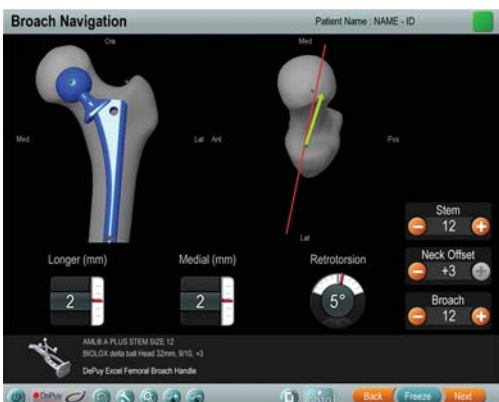 Broach Navigation
Patient Name : NAME - ID
Cra
Med
Med
Lat
Ant
Pos
Lat
Stem
12
Longer (mm)
Medial (mm)
Retrotorsion
Neck Offset
+3
2
2
5°
Broach
12
AML® A PLUS STEM SIZE 12
BIOLOX delta ball Head 32mm, 9/10, +3
DePuy Excel Femoral Broach Handle
DePuy
Back
Freeze
Next